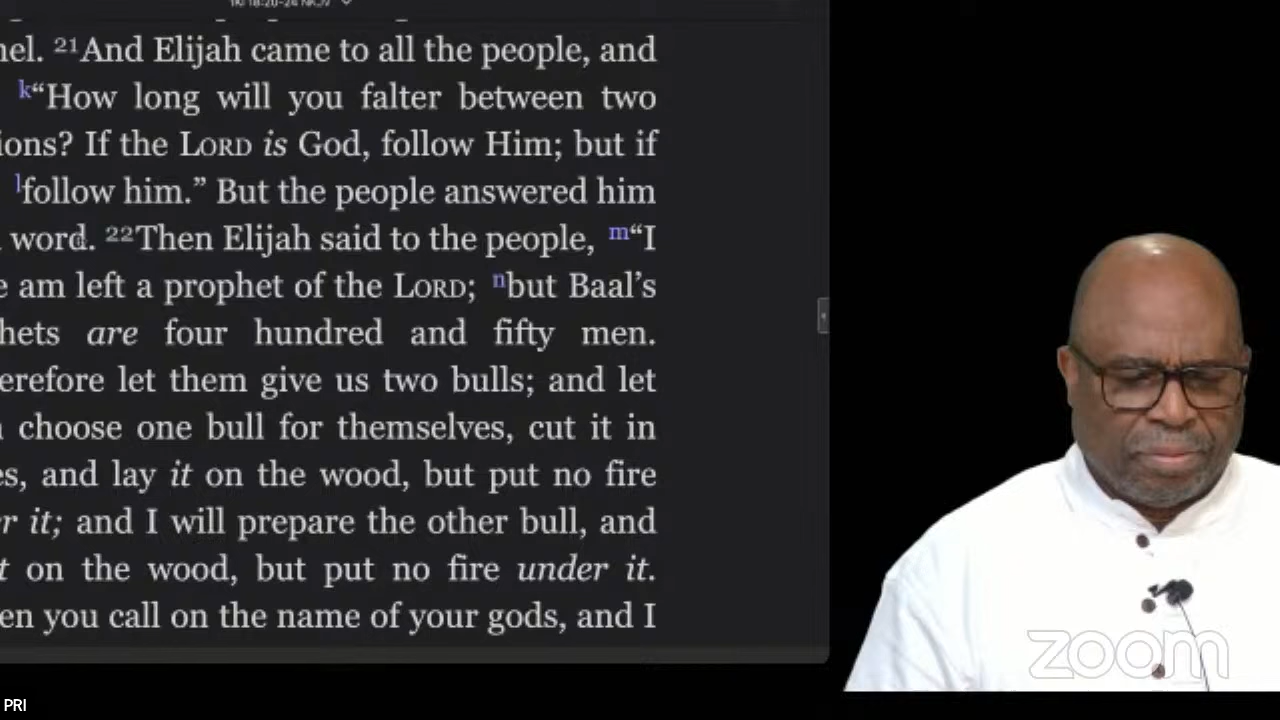 nel. 21And Elijah came to all the people, and
k“How long will you falter between two
ions? If the LORD is God, follow Him; but if
lfollow him.” But the people answered him
word. 22Then Elijah said to the people, m“I
e am left a prophet of the LORD; nbut Baal’s
hets are four hundred and fifty men.
erefore let them give us two bulls; and let
choose one bull for themselves, cut it in
es, and lay it on the wood, but put no fire
r it; and I will prepare the other bull, and
t on the wood, but put no fire under it.
en you call on the name of your gods, and I
zoom
PRI